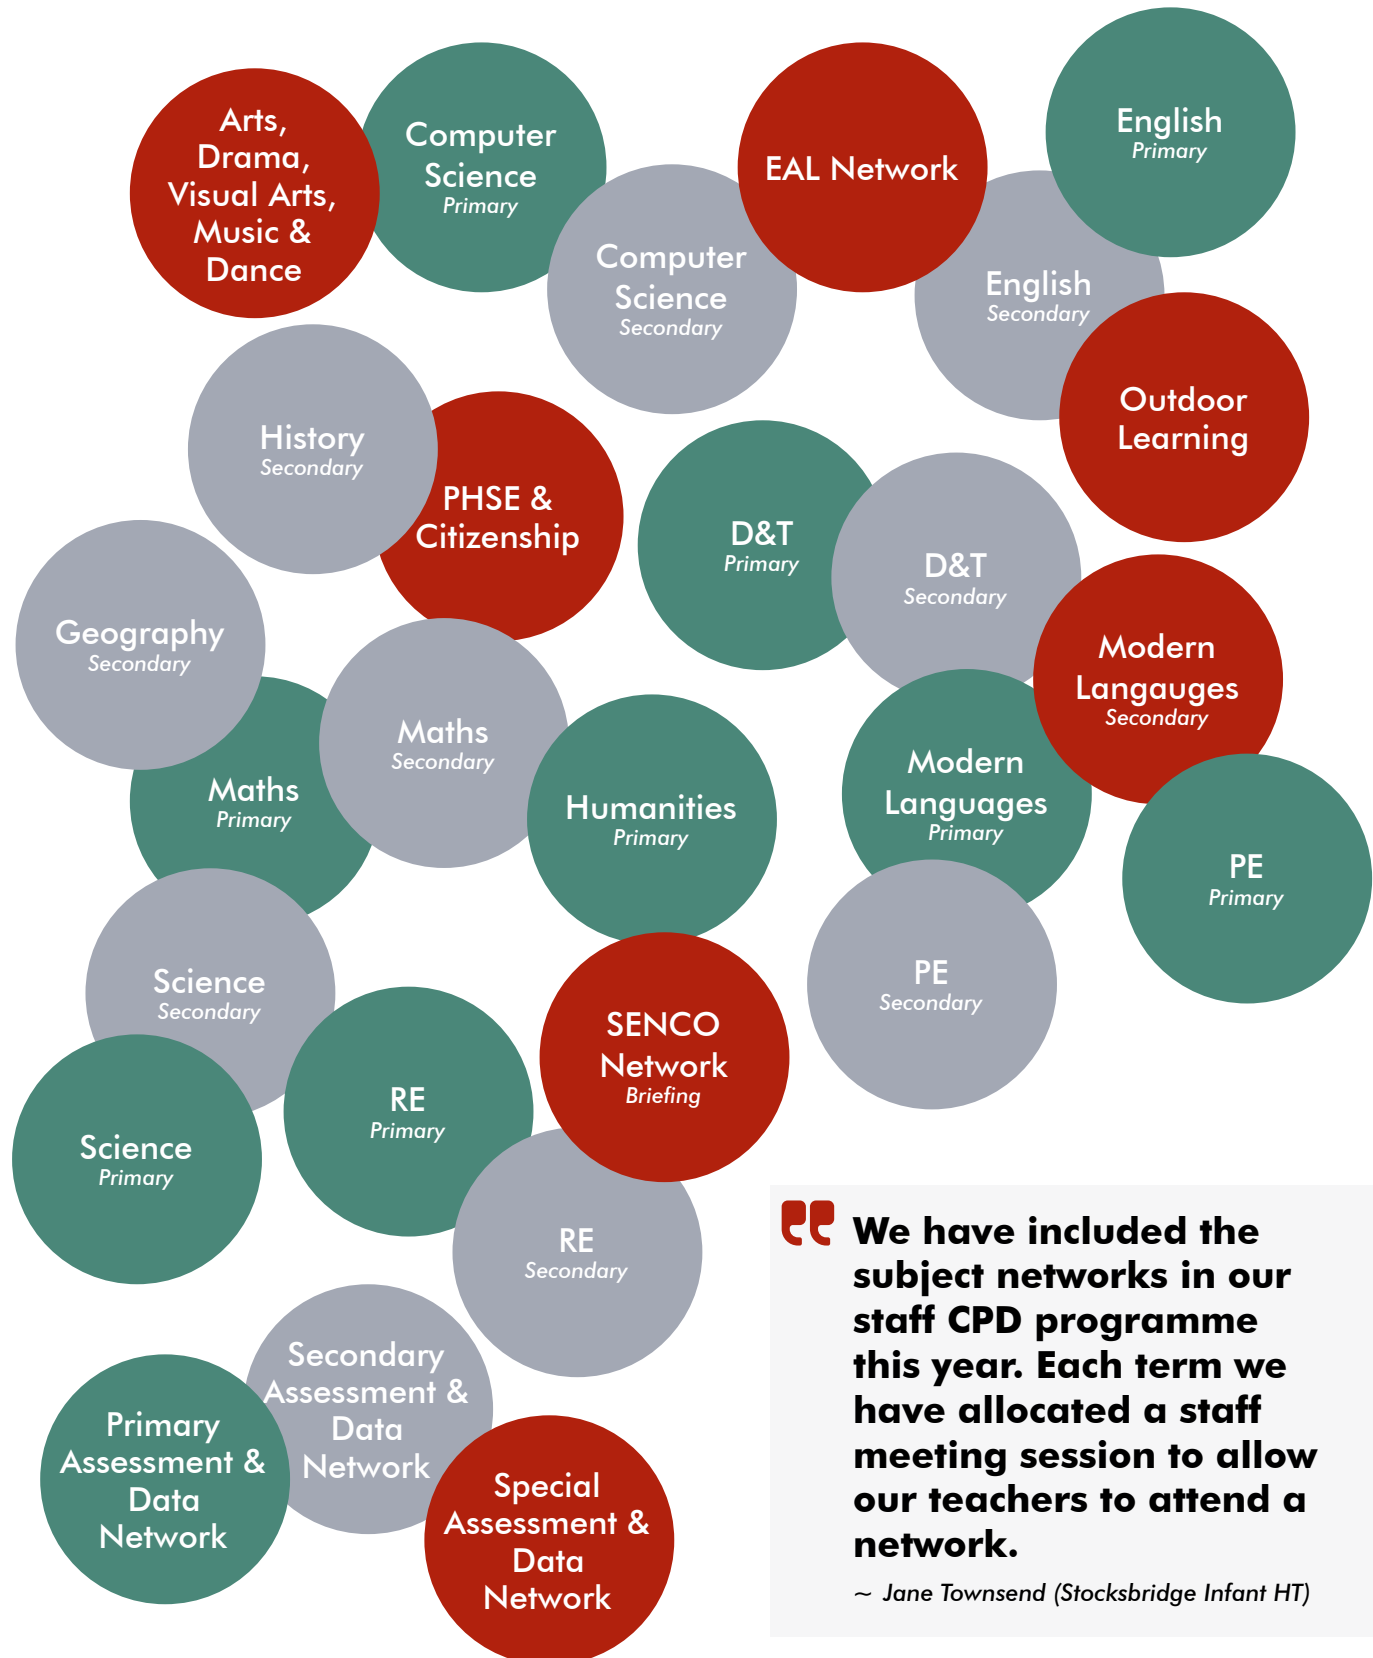 Arts,
Drama,
Visual Arts,
Music &
Dance
Computer
Science
Primary
Computer
Science
Secondary
EAL Network
English
Primary
English
Secondary
Outdoor
Learning
History
Secondary
PHSE &
Citizenship
D&T
Primary
D&T
Secondary
Geography
Secondary
Modern
Langauges
Secondary
Maths
Secondary
Maths
Primary
Humanities
Primary
Modern
Languages
Primary
PE
Primary
Science
Secondary
PE
Secondary
SENCO
Network
Briefing
RE
Primary
Science
Primary
RE
Secondary
Secondary
Assessment &
Data
Network
Primary
Assessment &
Data
Network
Special
Assessment &
Data
Network
We have included the
subject networks in our
staff CPD programme
this year. Each term we
have allocated a staff
meeting session to allow
our teachers to attend a
network.
~ Jane Townsend (Stocksbridge Infant HT)